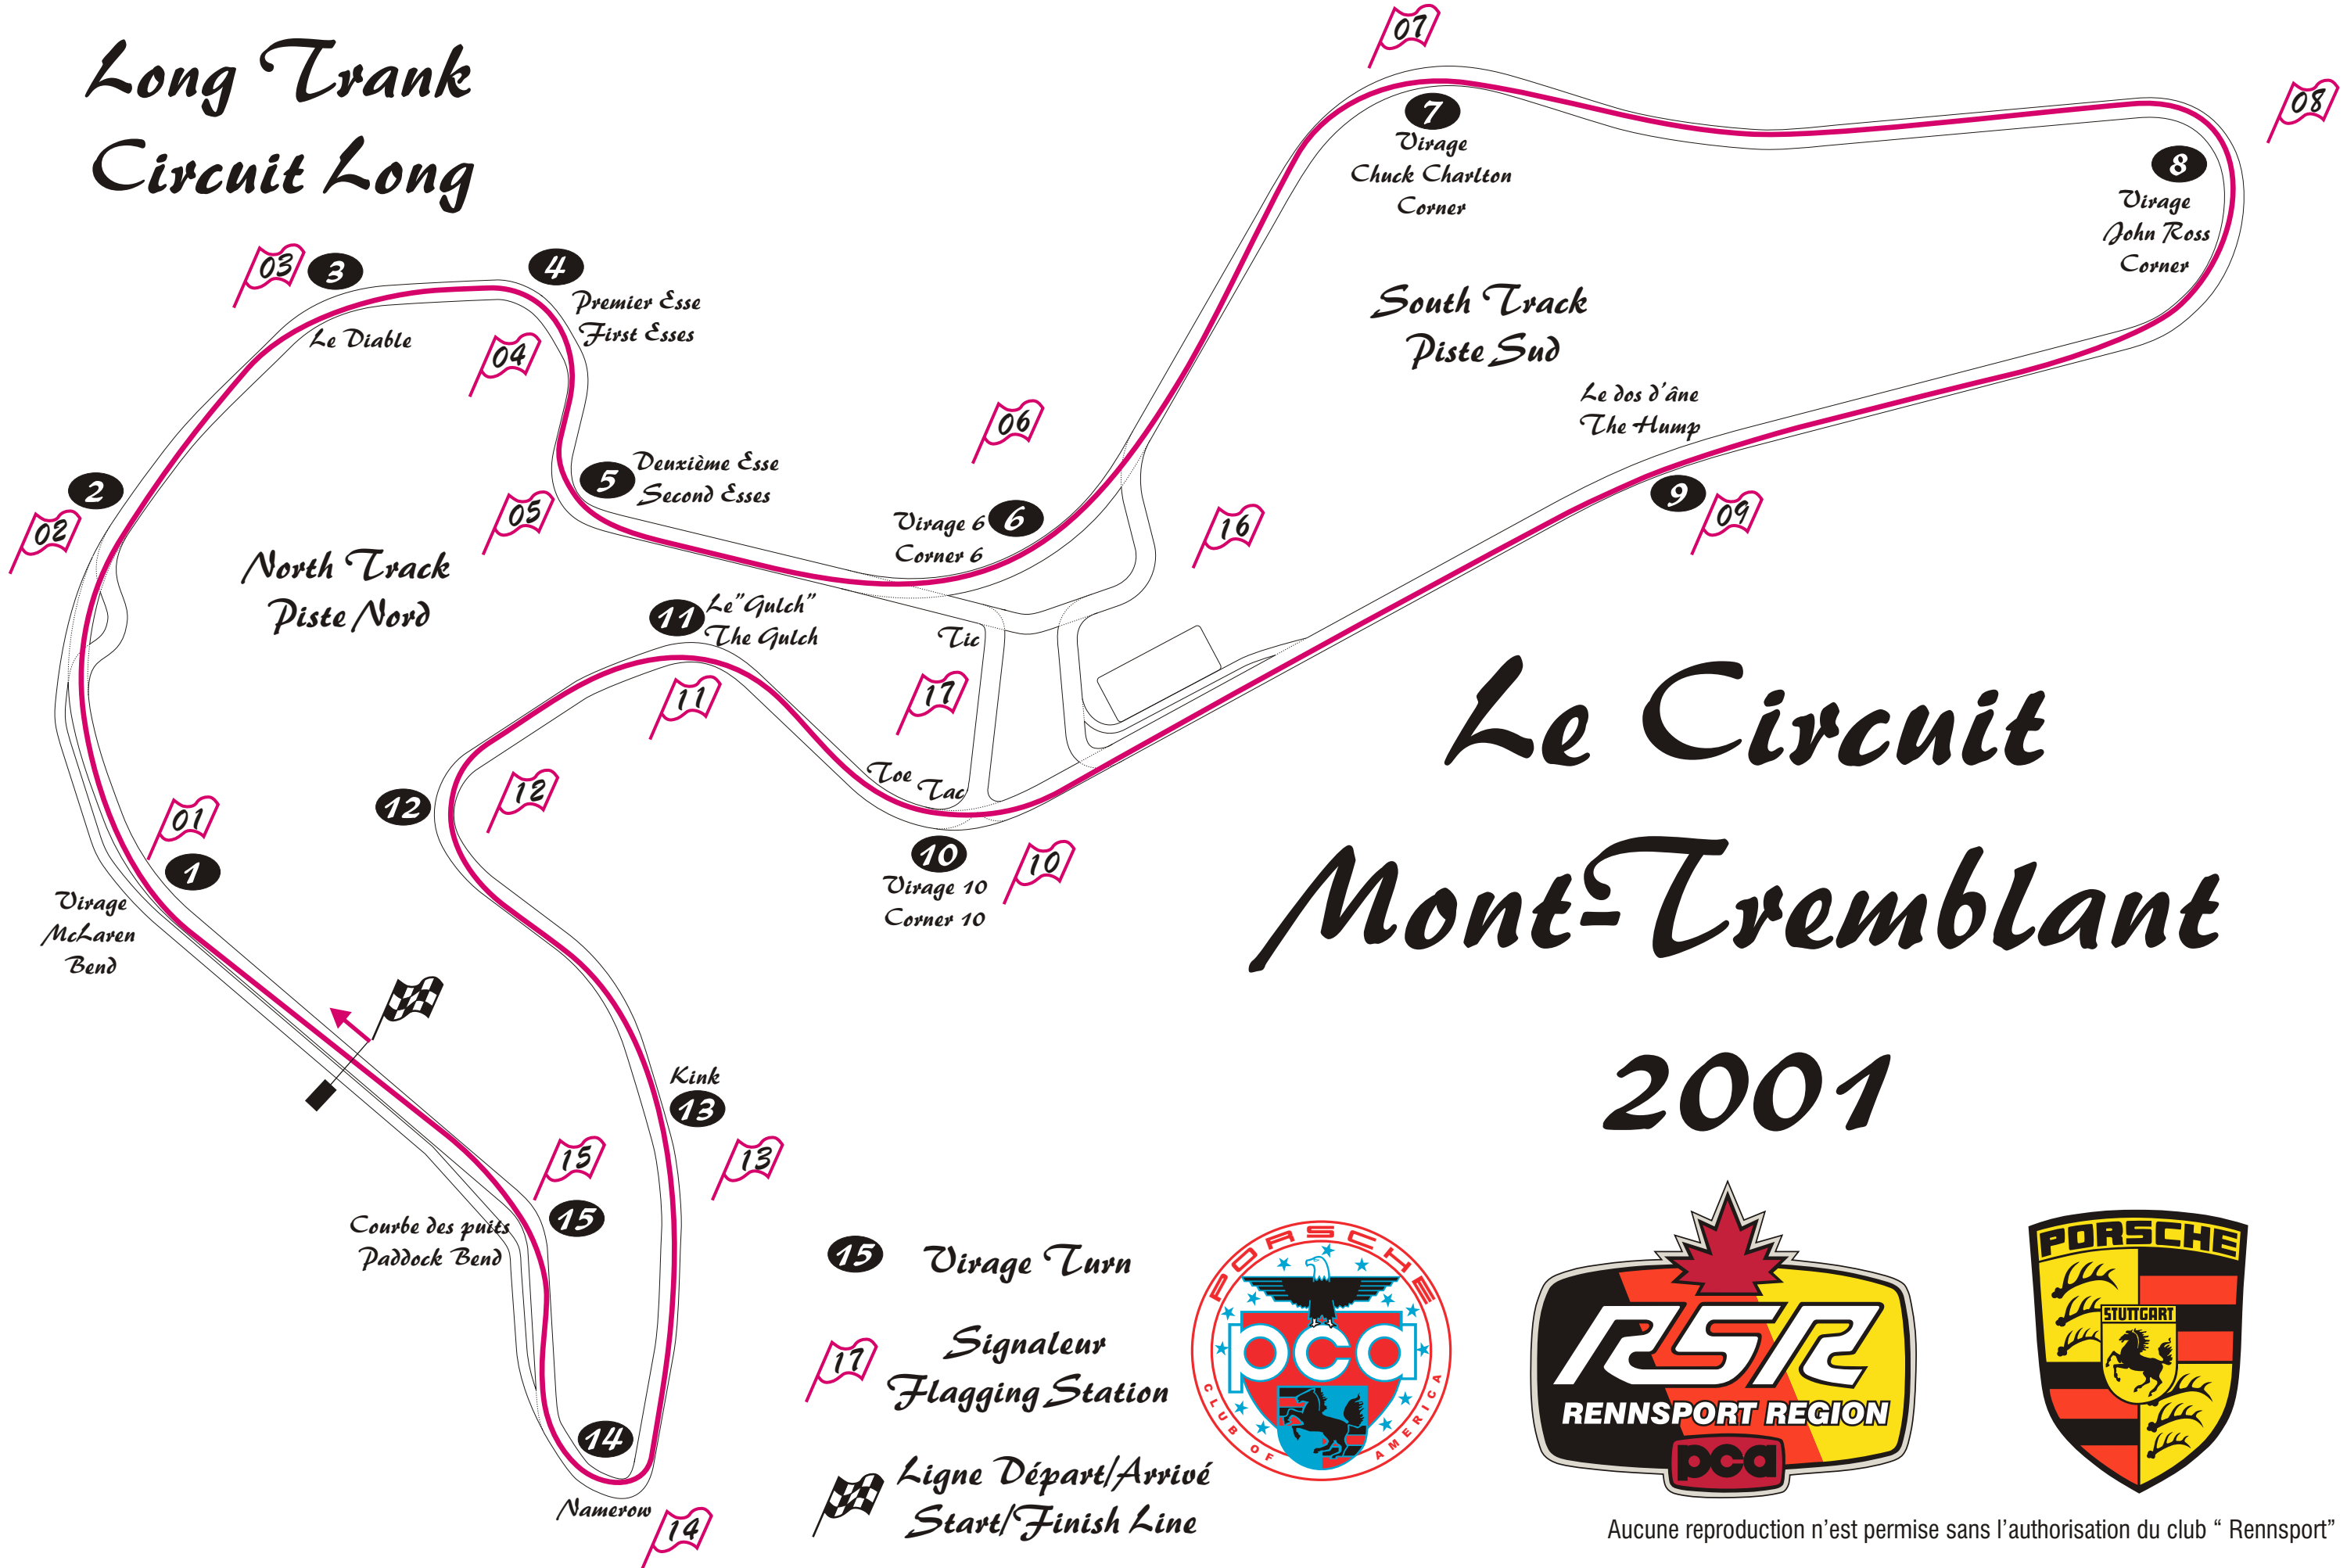 Long Trank
Circuit Long
07
08
7
Virage
Chuck Charlton
Corner
8
Virage
John Ross
Corner
03
3
4
Premier Esse
First Esses
Le Diable
04
South Track
Piste Sud
Le dos d'âne
The Hump
9
09
06
2
02
5
Deuxième Esse
Second Esses
05
Virage 6
Corner 6
6
16
North Track
Piste Nord
11
Le"Gulch"
The Gulch
Tic
11
17
Toe
Tac
12
12
01
1
10
Virage 10
Corner 10
10
Virage
McLaren
Bend
Le Circuit
Mont-Tremblant
2001
Kink
13
13
15
15
Courbe des puits
Paddock Bend
14
Namerow
14
15
Virage Turn
17
Signaleur
Flagging Station
Ligne Départ/Arrivé
Start/Finish Line
PORSCHE
pca
CLUB OF AMERICA
RSR
RENNSPORT REGION
pca
PORSCHE
STUTTGART
Aucune reproduction n'est permise sans l'authorisation du club “ Rennsport”